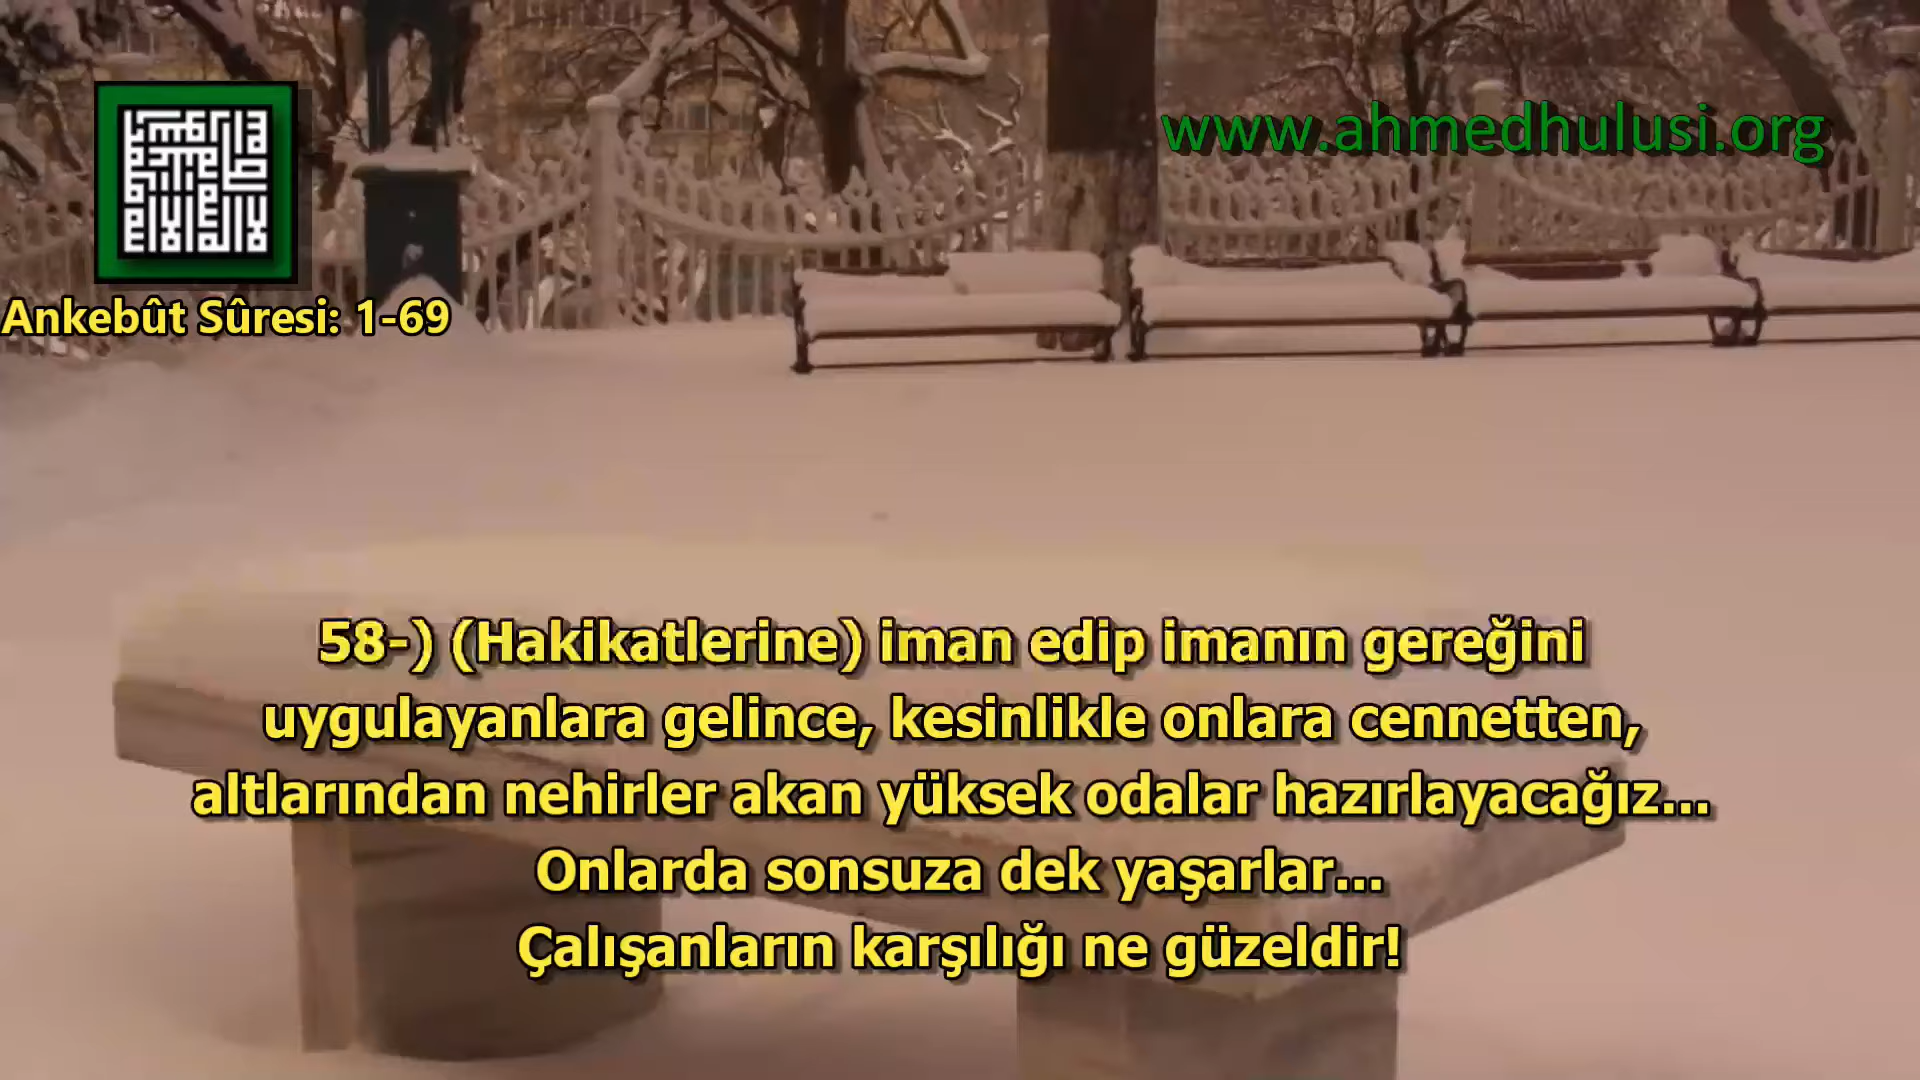 www.ahmedhulusi.org
Ankebût Sûresi: 1-69
58-) (Hakikatlerine) iman edip imanın gereğini
uygulayanlara gelince, kesinlikle onlara cennetten,
altlarından nehirler akan yüksek odalar hazırlayacağız...
Onlarda sonsuza dek yaşarlar...
Çalışanların karşılığı ne güzeldir!